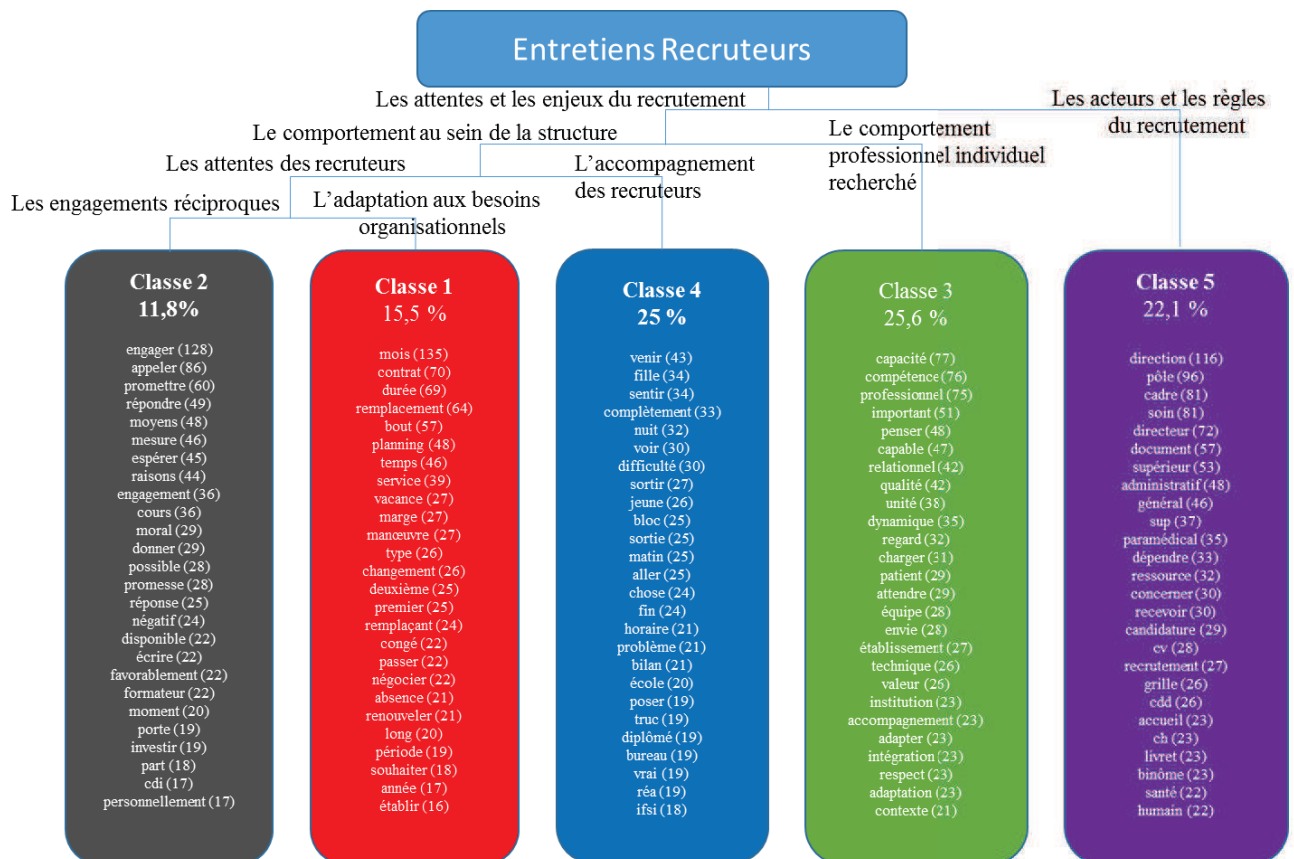 Entretiens Recruteurs
Les attentes et les enjeux du recrutement
Les acteurs et les règles
du recrutement
Le comportement au sein de la structure
Le comportement
professionnel individuel
recherché
Les attentes des recruteurs
L’accompagnement
des recruteurs
Les engagements réciproques
L’adaptation aux besoins
organisationnels
Classe 2
11,8%
engager (128)
appeler (86)
promettre (60)
répondre (49)
moyens (48)
mesure (46)
espérer (45)
raisons (44)
engagement (36)
cours (36)
moral (29)
donner (29)
possible (28)
promesse (28)
réponse (25)
négatif (24)
disponible (22)
écrire (22)
favorablement (22)
formateur (22)
moment (20)
porte (19)
investir (19)
part (18)
cdi (17)
personnellement (17)
Classe 1
15,5 %
mois (135)
contrat (70)
durée (69)
remplacement (64)
bout (57)
planning (48)
temps (46)
service (39)
vacance (27)
marge (27)
manœuvre (27)
type (26)
changement (26)
deuxième (25)
premier (25)
remplaçant (24)
congé (22)
passer (22)
négocier (22)
absence (21)
renouveler (21)
long (20)
période (19)
souhaiter (18)
année (17)
établir (16)
Classe 4
25 %
venir (43)
fille (34)
sentir (34)
complètement (33)
nuit (32)
voir (30)
difficulté (30)
sortir (27)
jeune (26)
bloc (25)
sortie (25)
matin (25)
aller (25)
chose (24)
fin (24)
horaire (21)
problème (21)
bilan (21)
école (20)
poser (19)
truc (19)
diplômé (19)
bureau (19)
vrai (19)
réa (19)
ifsi (18)
Classe 3
25,6 %
capacité (77)
compétence (76)
professionnel (75)
important (51)
penser (48)
capable (47)
relationnel (42)
qualité (42)
unité (38)
dynamique (35)
regard (32)
charger (31)
patient (29)
attendre (29)
équipe (28)
envie (28)
établissement (27)
technique (26)
valeur (26)
institution (23)
accompagnement (23)
adapter (23)
intégration (23)
respect (23)
adaptation (23)
contexte (21)
Classe 5
22,1 %
direction (116)
pôle (96)
cadre (81)
soin (81)
directeur (72)
document (57)
supérieur (53)
administratif (48)
général (46)
sup (37)
paramédical (35)
dépendre (33)
ressource (32)
concerner (30)
recevoir (30)
candidature (29)
cv (28)
recrutement (27)
grille (26)
cdd (26)
accueil (23)
ch (23)
livret (23)
binôme (23)
santé (22)
humain (22)